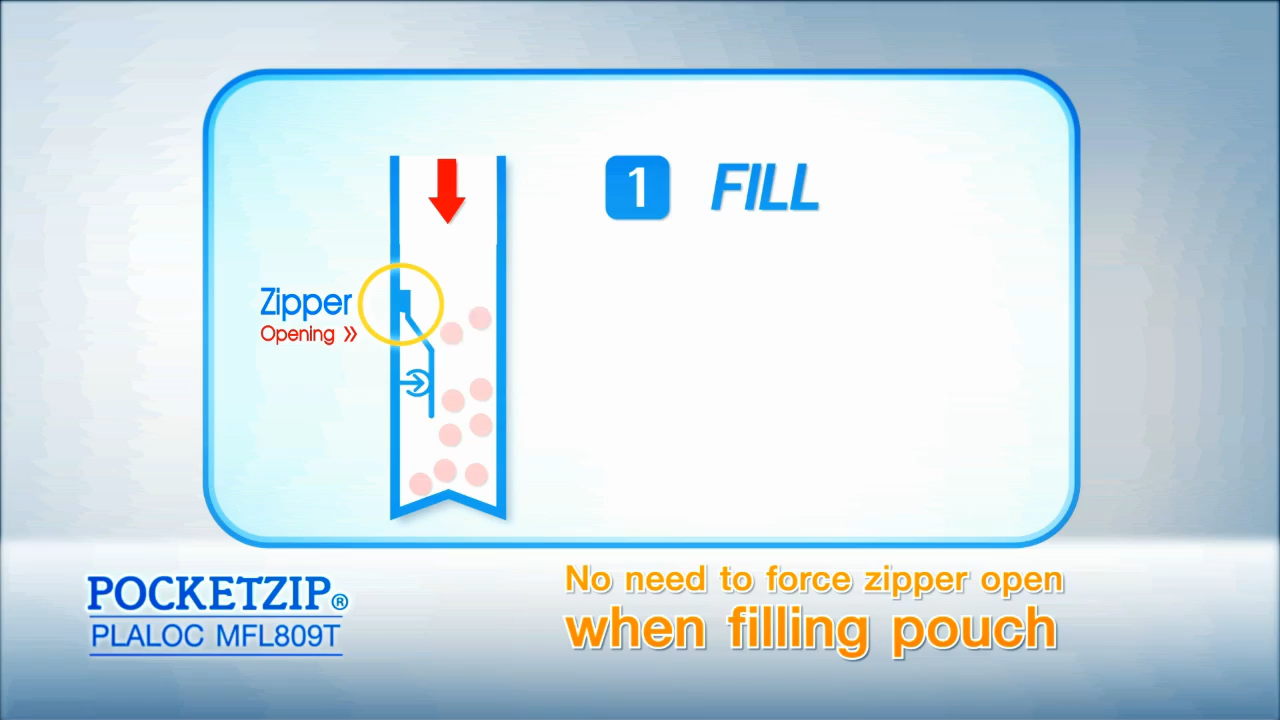 1 FILL
Zipper
Opening »
POCKETZIP®
PLALOC MFL809T
No need to force zipper open
when filling pouch